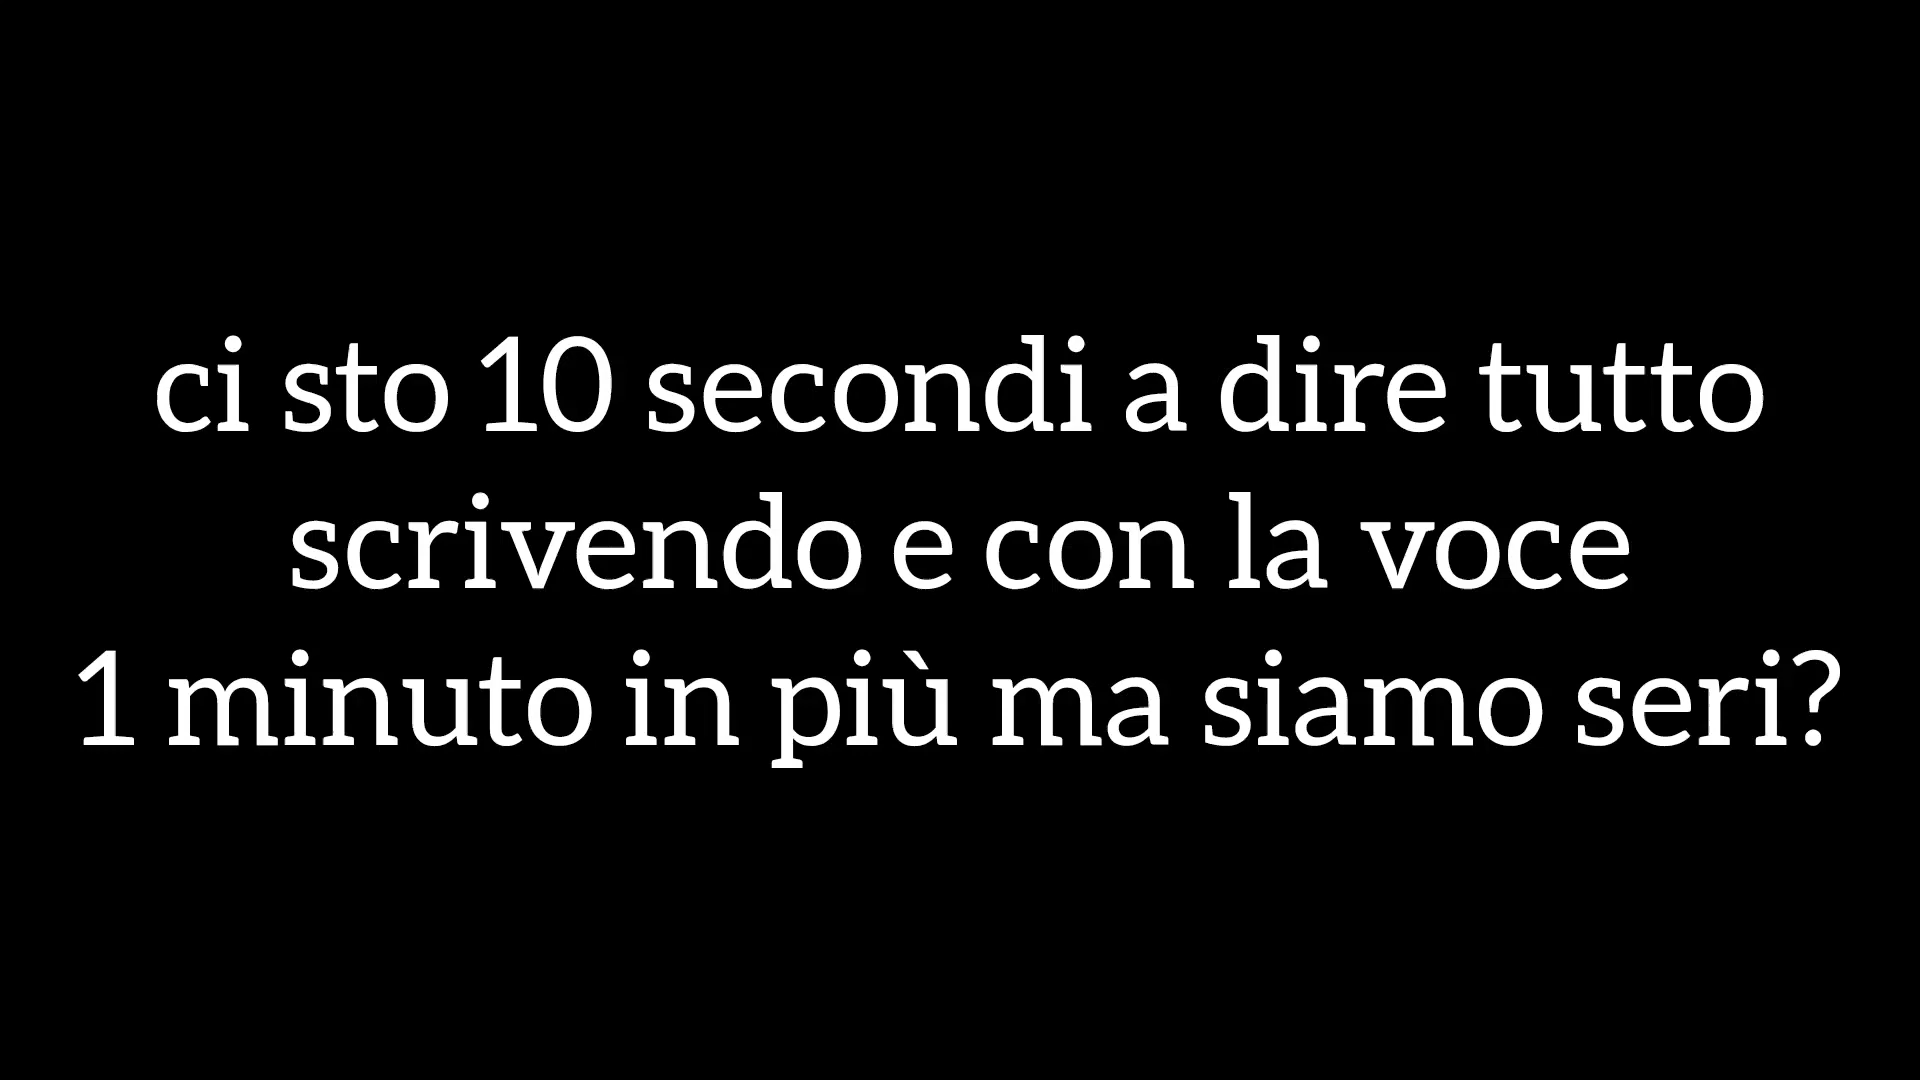 ci sto 10 secondi a dire tutto
scrivendo e con la voce
1 minuto in più ma siamo seri?